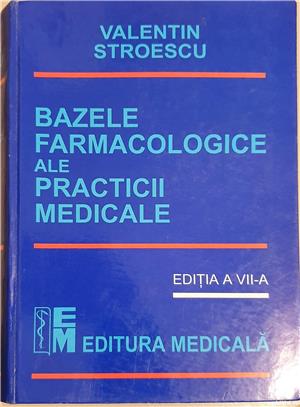 VALENTIN
STROESCU
BAZELE
FARMACOLOGICE
ALE
PRACTICII
MEDICALE
EDIȚIA A VII-A
EM EDITURA MEDICALĂ